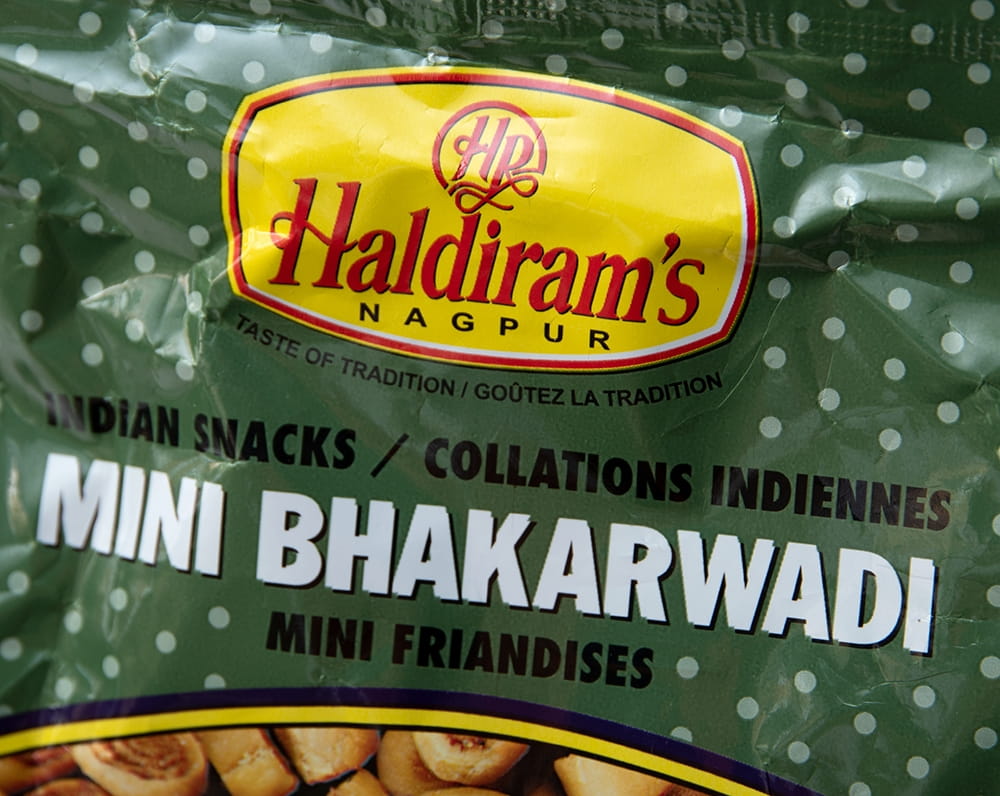 HR
Haldiram's
NAGPUR
TASTE OF TRADITION / GOÛTEZ LA TRADITION
INDIAN SNACKS / COLLATIONS INDIENNES
MINI BHAKARWADI
MINI FRIANDISES